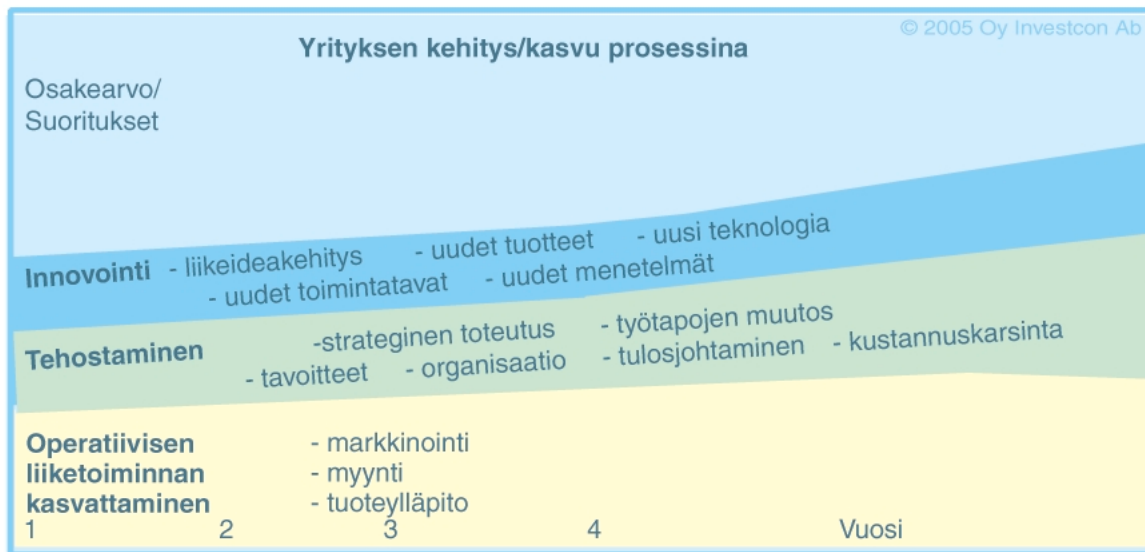 © 2005 Oy Investcon Ab
Yrityksen kehitys/kasvu prosessina
Osakearvo/
Suoritukset
Innovointi - liikeideakehitys - uudet tuotteet - uusi teknologia
- uudet toimintatavat - uudet menetelmät
Tehostaminen -strateginen toteutus - työtapojen muutos
- tavoitteet - organisaatio - tulosjohtaminen - kustannuskarsinta
Operatiivisen - markkinointi
liiketoiminnan - myynti
kasvattaminen - tuoteylläpito
1 2 3 4 Vuosi